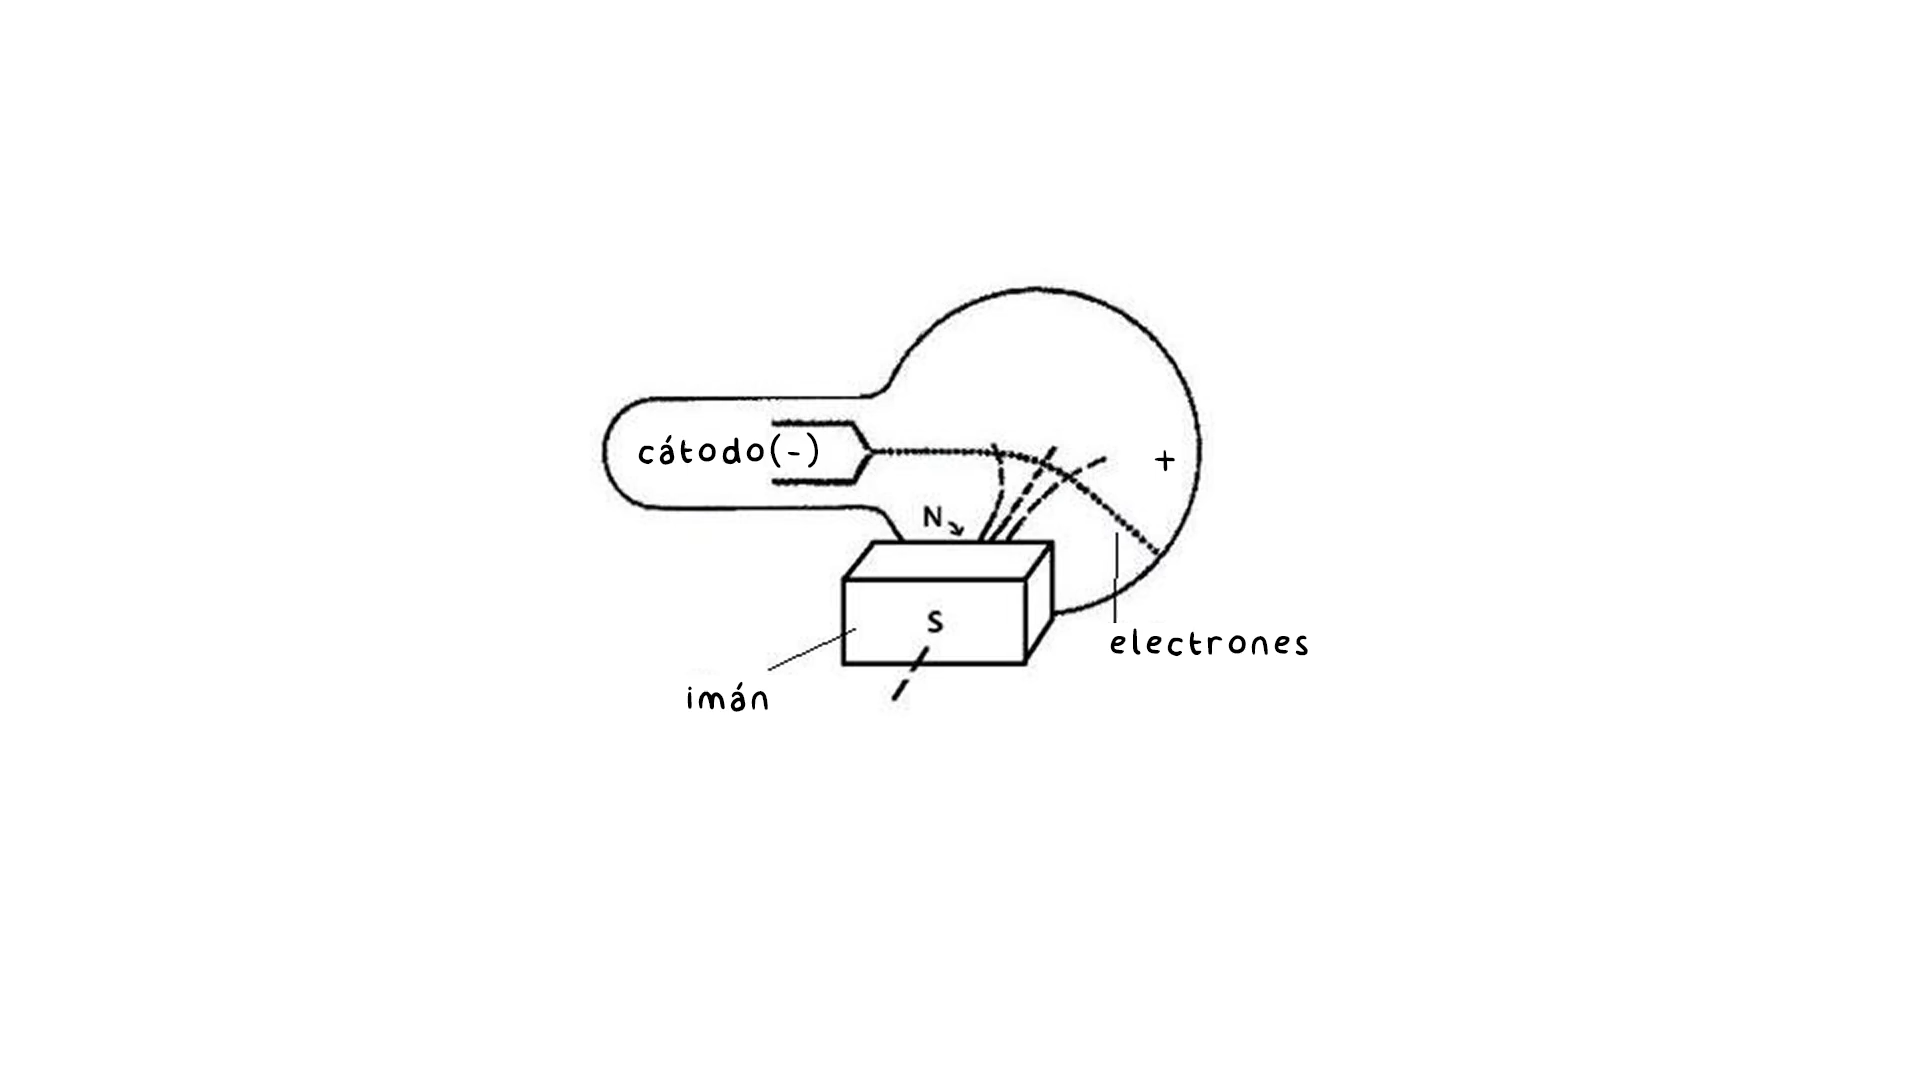 cátodo(-)
+
N
S
electrones
imán